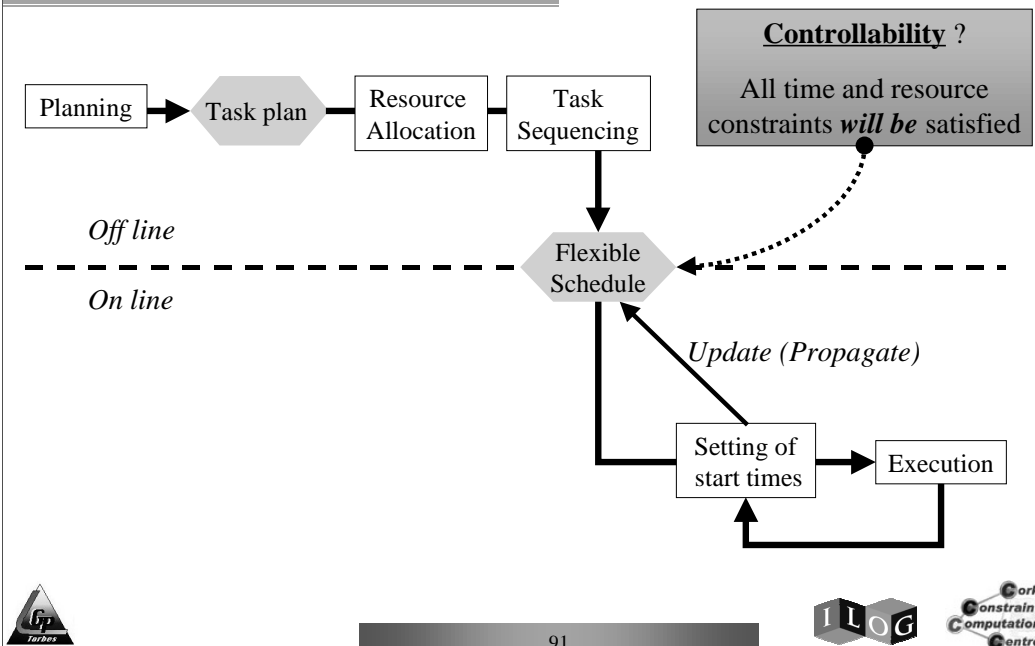 Controllability ?
All time and resource
constraints will be satisfied
Planning
Task plan
Resource
Allocation
Task
Sequencing
Off line
Flexible
Schedule
On line
Update (Propagate)
Setting of
start times
Execution
Gp
Tarbes
91
ILOG
Cork
Constraint
Computation
Centre